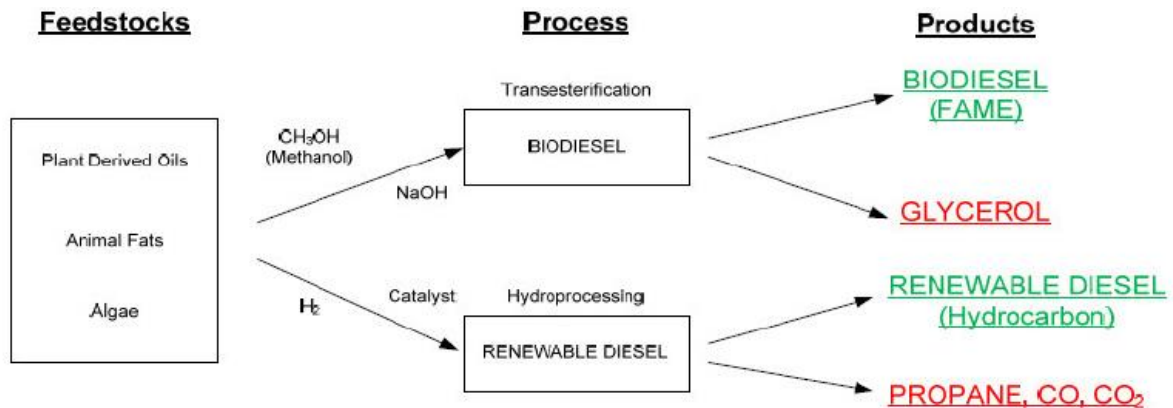 Feedstocks
Process
Products
Plant Derived Oils
Animal Fats
Algae
CH₃OH
(Methanol)
NaOH
H₂
Catalyst
Transesterification
BIODIESEL
Hydroprocessing
RENEWABLE DIESEL
BIODIESEL
(FAME)
GLYCEROL
RENEWABLE DIESEL
(Hydrocarbon)
PROPANE, CO, CO₂